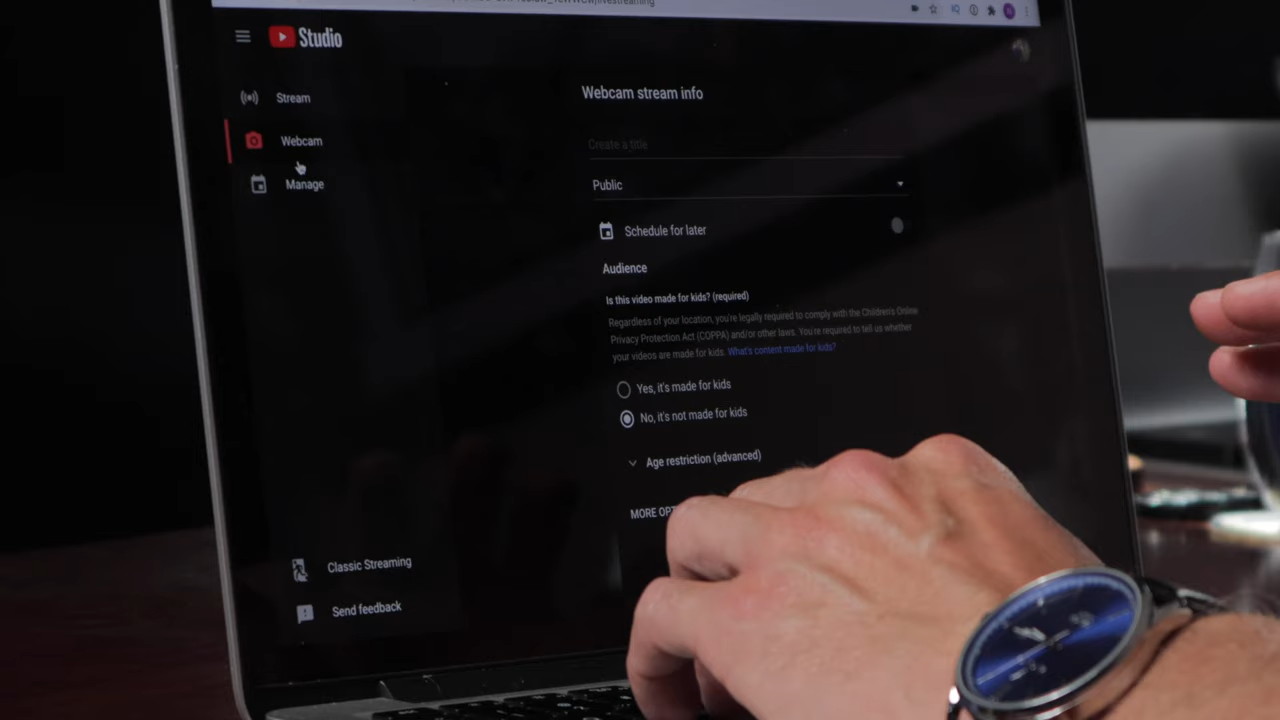 Studio
Stream
Webcam
Manage
Classic Streaming
Send feedback
Webcam stream info
Create a title
Public
Schedule for later
Audience
Is this video made for kids? (required)
Regardless of your location, you're legally required to comply with the Children's Online
Privacy Protection Act (COPPA) and/or other laws. You're required to tell us whether
your videos are made for kids. What's content made for kids?
Yes, it's made for kids
No, it's not made for kids
Age restriction (advanced)
MORE